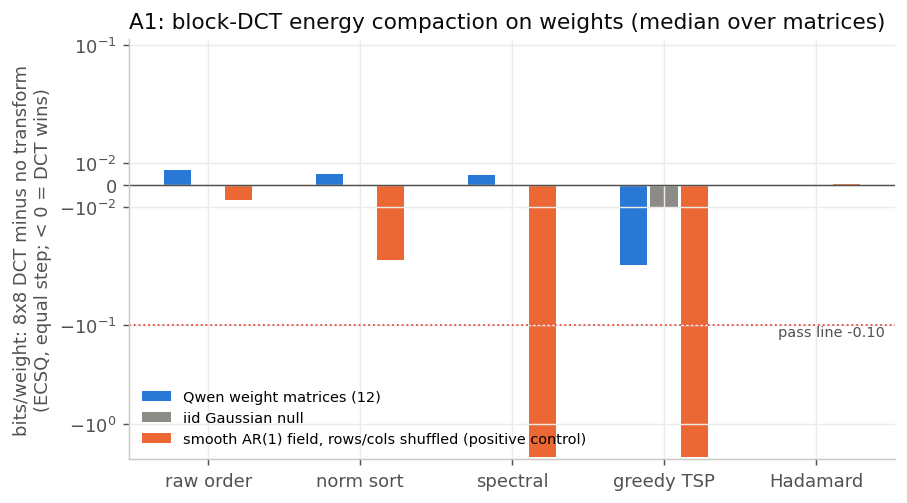 A1: block-DCT energy compaction on weights (median over matrices)
bits/weight: 8x8 DCT minus no transform
(ECSQ, equal step; < 0 = DCT wins)
10⁻¹
10⁻²
0
−10⁻²
−10⁻¹
−10⁰
pass line -0.10
Qwen weight matrices (12)
iid Gaussian null
smooth AR(1) field, rows/cols shuffled (positive control)
raw order
norm sort
spectral
greedy TSP
Hadamard